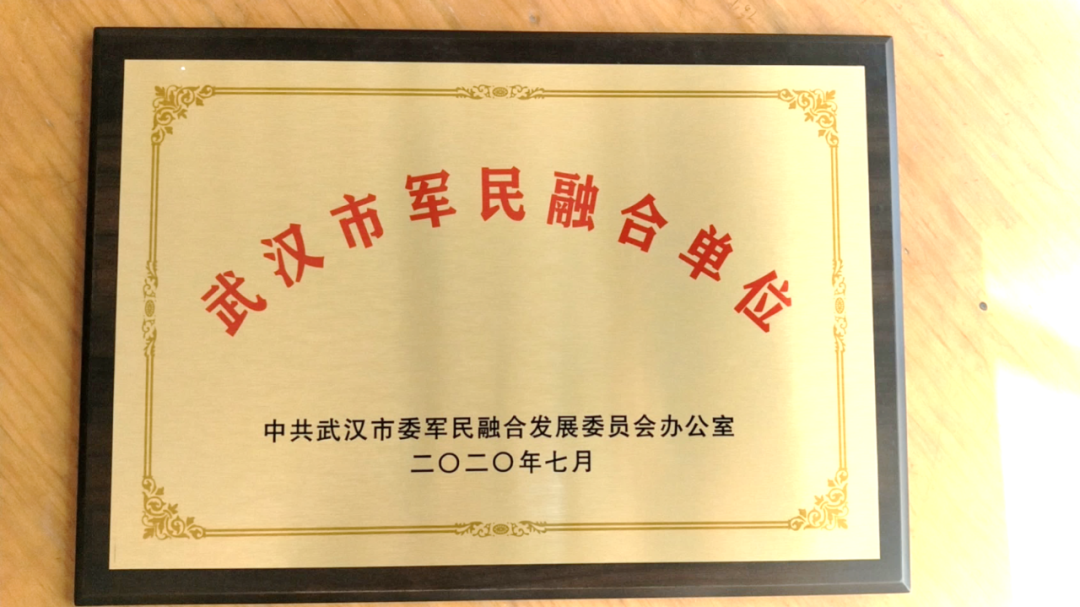 武汉市军民融合单位
中共武汉市委军民融合发展委员会办公室
二〇二〇年七月